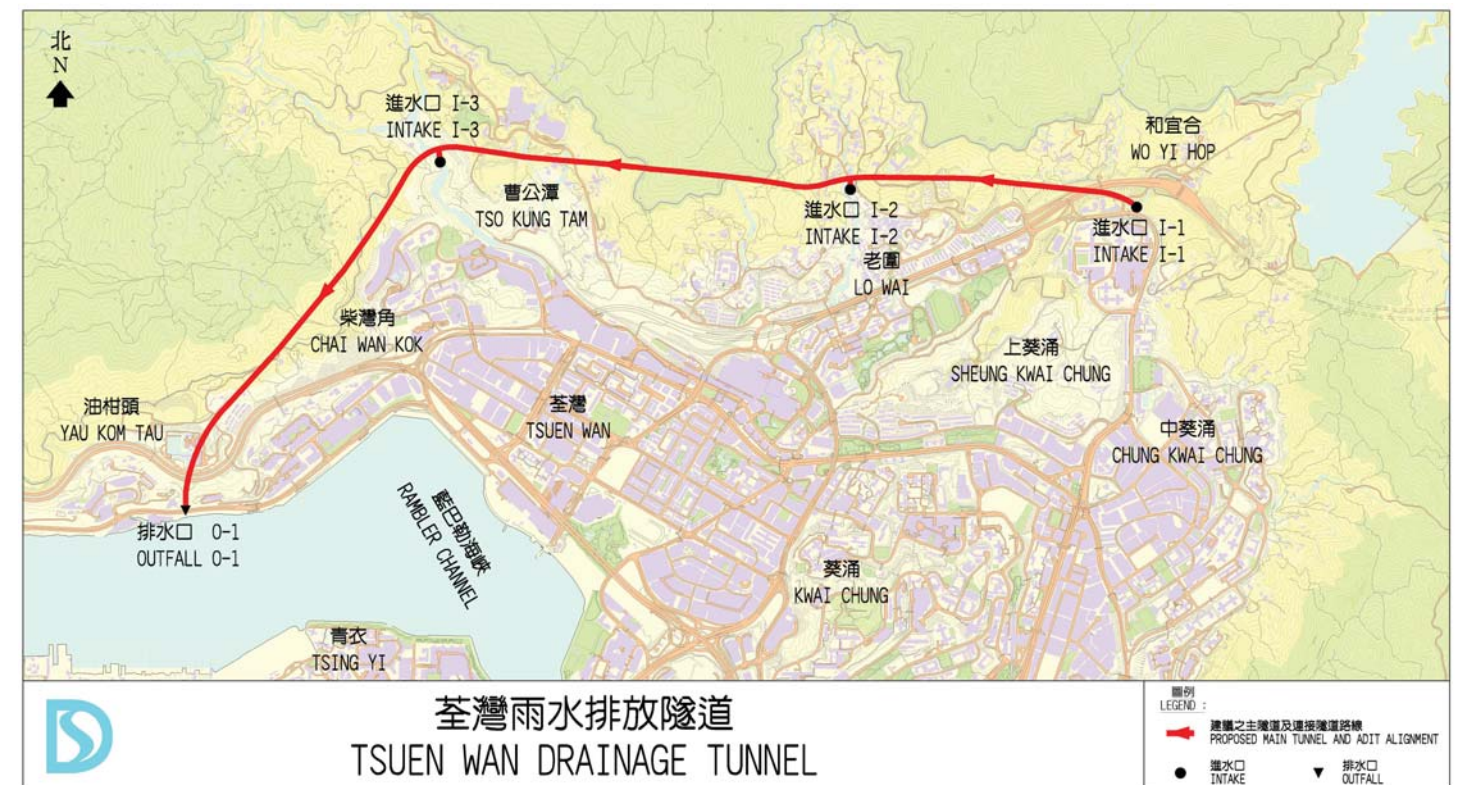 北
N
進水口 I-3
INTAKE I-3
和宜合
WO YI HOP
曹公潭
TSO KUNG TAM
進水口 I-2
INTAKE I-2
進水口 I-1
INTAKE I-1
老圍
LO WAI
柴灣角
CHAI WAN KOK
上葵涌
SHEUNG KWAI CHUNG
油柑頭
YAU KOM TAU
荃灣
TSUEN WAN
中葵涌
CHUNG KWAI CHUNG
藍巴勒海峽
RAMBLER CHANNEL
排水口 O-1
OUTFALL O-1
葵涌
KWAI CHUNG
青衣
TSING YI
荃灣雨水排放隧道
TSUEN WAN DRAINAGE TUNNEL
圖例
LEGEND :
建議之主隧道及連接隧道路線
PROPOSED MAIN TUNNEL AND ADIT ALIGNMENT
進水口
INTAKE
排水口
OUTFALL